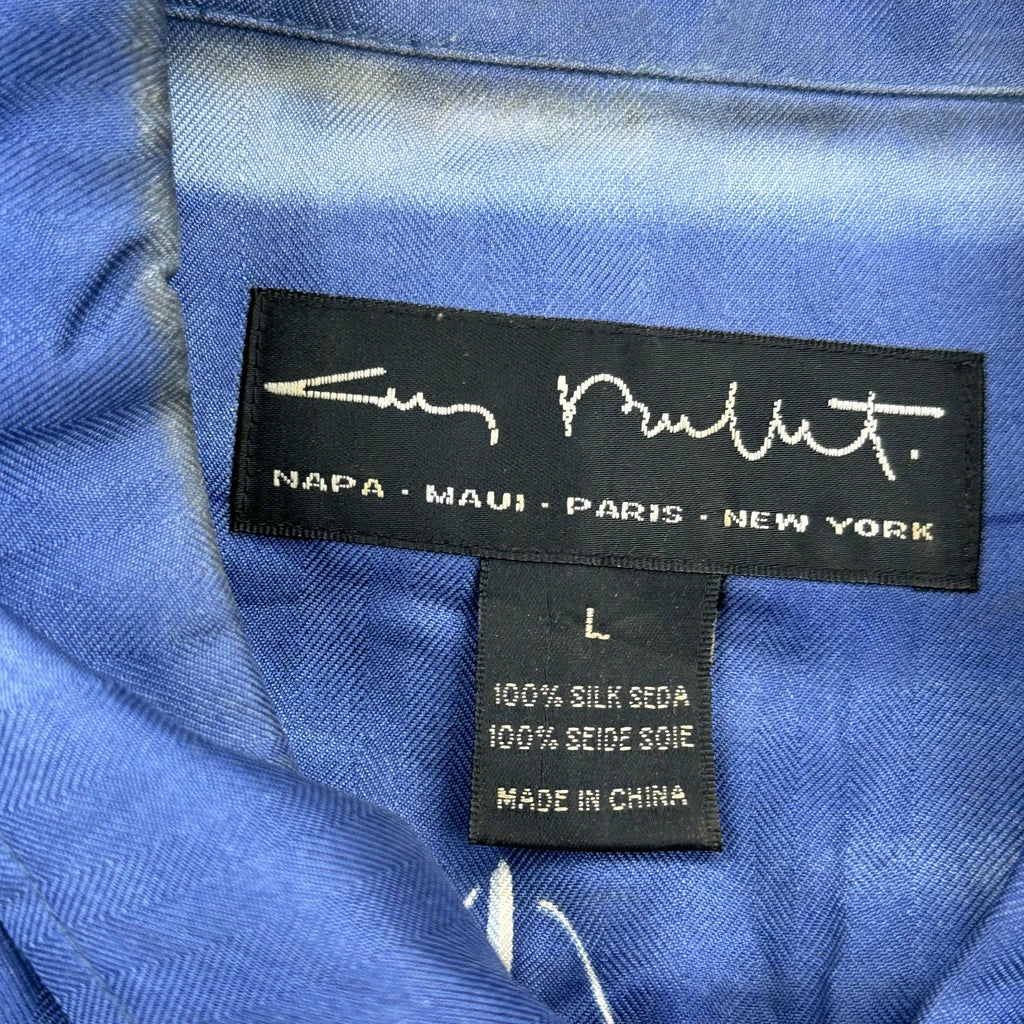 NAPA · MAUI · PARIS · NEW YORK
L
100% SILK SEDA
100% SEIDE SOIE
MADE IN CHINA